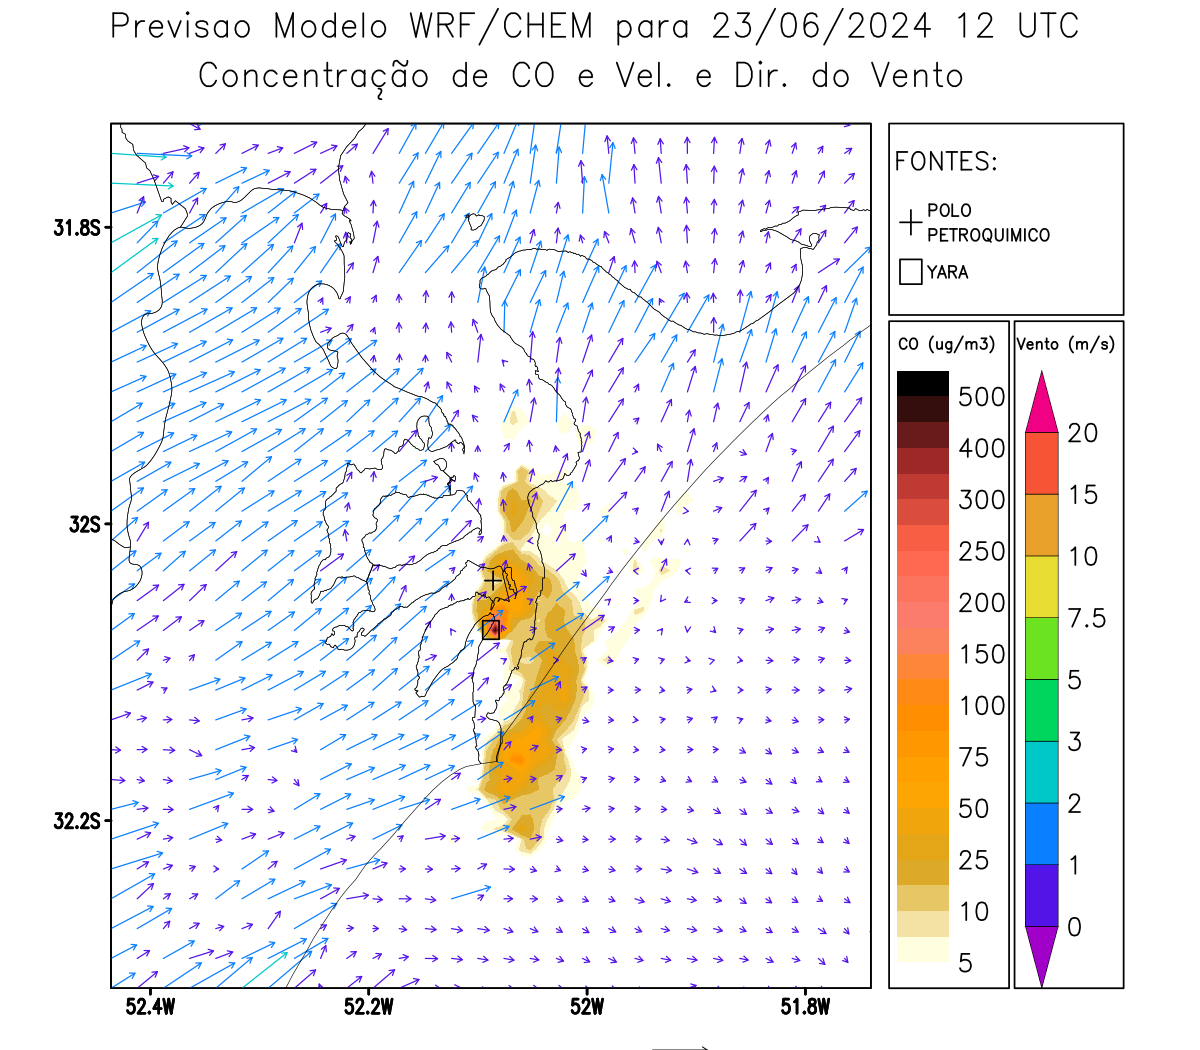 Previsao Modelo WRF/CHEM para 23/06/2024 12 UTC
Concentração de CO e Vel. e Dir. do Vento
FONTES:
POLO
PETROQUIMICO
YARA
CO (ug/m3)
500
400
300
250
200
150
100
75
50
25
10
5
Vento (m/s)
20
15
10
7.5
5
3
2
1
0
31.8S
32S
32.2S
52.4W
52.2W
52W
51.8W